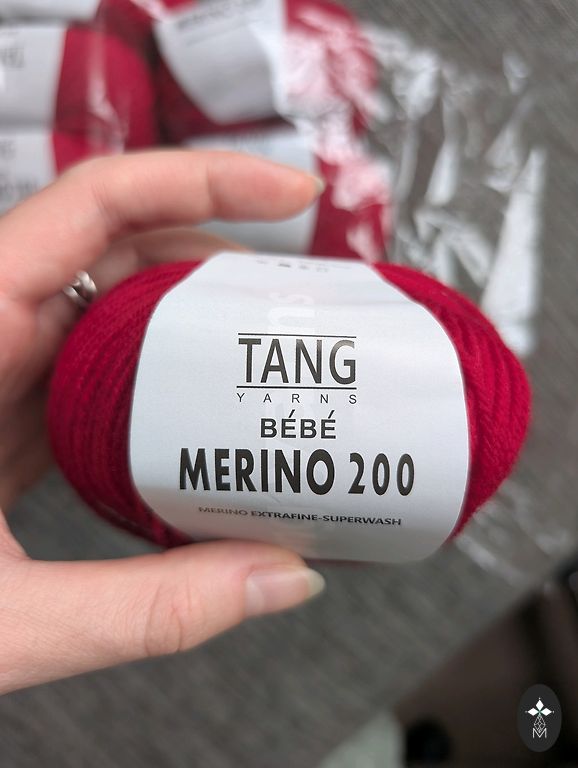 TANG
YARNS
BÉBÉ
MERINO 200
MERINO EXTRAFINE-SUPERWASH
M